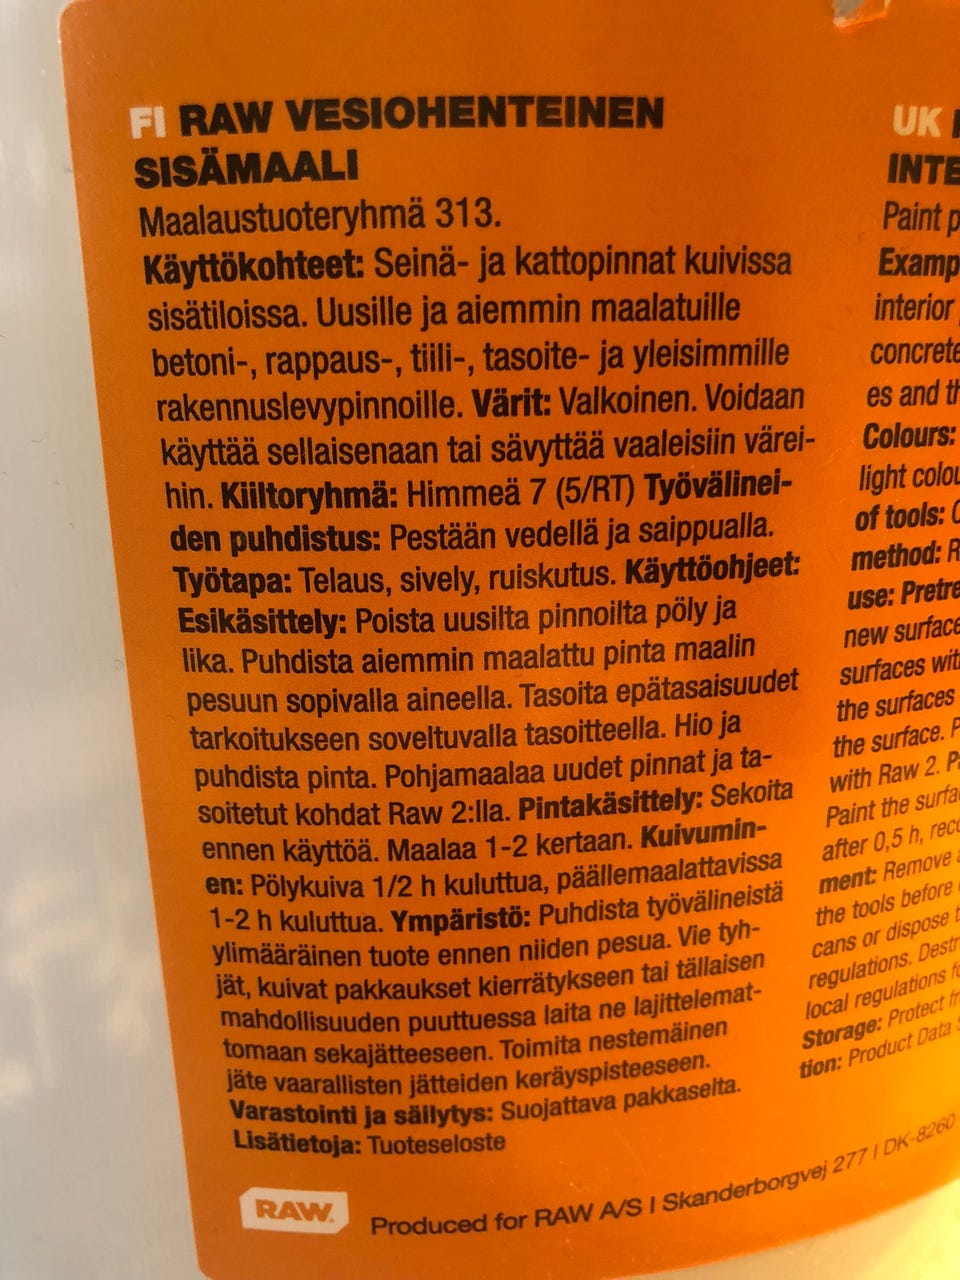 FI RAW VESIOHENTEINEN
SISÄMAALI
Maalaustuoteryhmä 313.
Käyttökohteet: Seinä- ja kattopinnat kuivissa
sisätiloissa. Uusille ja aiemmin maalatuille
betoni-, rappaus-, tiili-, tasoite- ja yleisimmille
rakennuslevypinnoille. Värit: Valkoinen. Voidaan
käyttää sellaisenaan tai sävyttää vaaleisiin värei-
hin. Kiiltoryhmä: Himmeä 7 (5/RT) Työvälinei-
den puhdistus: Pestään vedellä ja saippualla.
Työtapa: Telaus, sively, ruiskutus. Käyttöohjeet:
Esikäsittely: Poista uusilta pinnoilta pöly ja
lika. Puhdista aiemmin maalattu pinta maalin
pesuun sopivalla aineella. Tasoita epätasaisuudet
tarkoitukseen soveltuvalla tasoitteella. Hio ja
puhdista pinta. Pohjamaalaa uudet pinnat ja ta-
soitetut kohdat Raw 2:lla. Pintakäsittely: Sekoita
ennen käyttöä. Maalaa 1-2 kertaan. Kuivumin-
en: Pölykuiva 1/2 h kuluttua, päällemaalattavissa
1-2 h kuluttua. Ympäristö: Puhdista työvälineistä
ylimääräinen tuote ennen niiden pesua. Vie tyh-
jät, kuivat pakkaukset kierrätykseen tai tällaisen
mahdollisuuden puuttuessa laita ne lajittelemat-
tomaan sekajätteeseen. Toimita nestemäinen
jäte vaarallisten jätteiden keräyspisteeseen.
Varastointi ja säilytys: Suojattava pakkaselta.
Lisätietoja: Tuoteseloste
UK
INTE
Paint p
Examp
interior
concrete
es and th
Colours:
light colou
of tools:
method: R
use: Pretre
new surface
surfaces wit
the surfaces
the surface. P
with Raw 2. Pa
Paint the surfa
after 0,5 h, reco
ment: Remove
the tools before
cans or dispose t
regulations. Destr
local regulations fo
Storage: Protect fr
tion: Product Data S
RAW.
Produced for RAW A/S I Skanderborgvej 277 I DK-8260